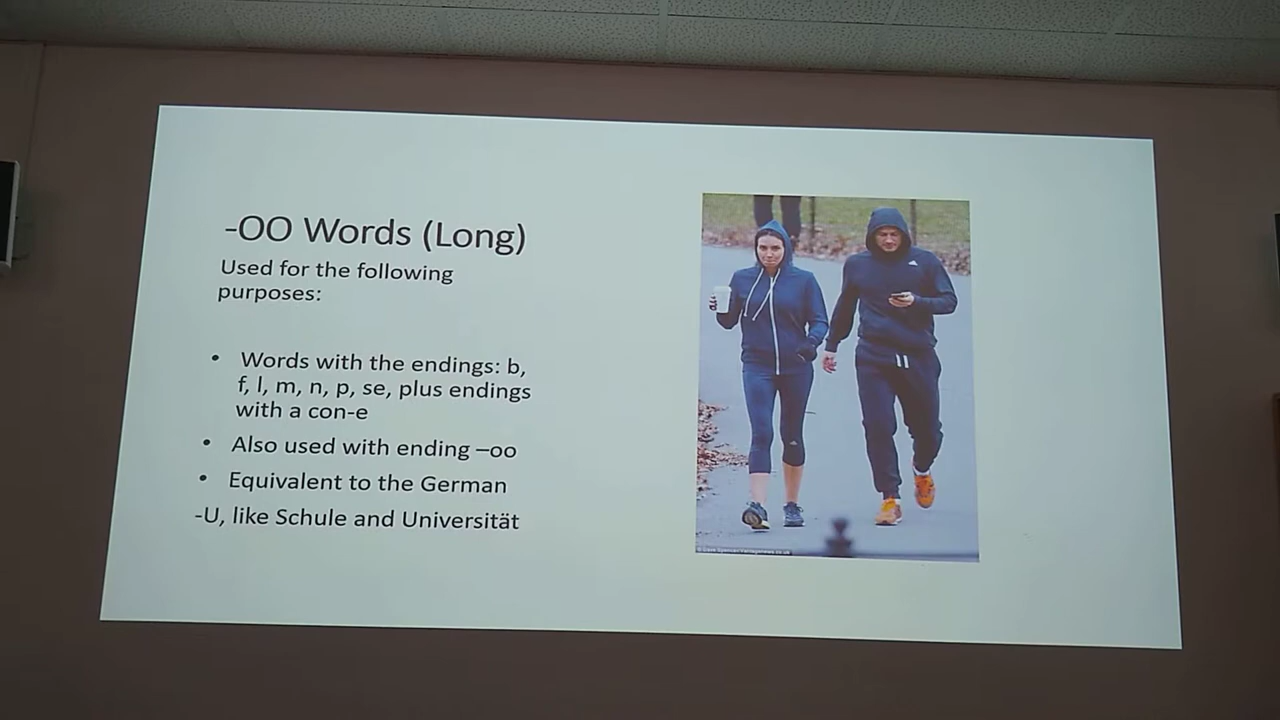 -OO Words (Long)
Used for the following
purposes:
• Words with the endings: b,
f, l, m, n, p, se, plus endings
with a con-e
• Also used with ending –oo
• Equivalent to the German
-U, like Schule and Universität